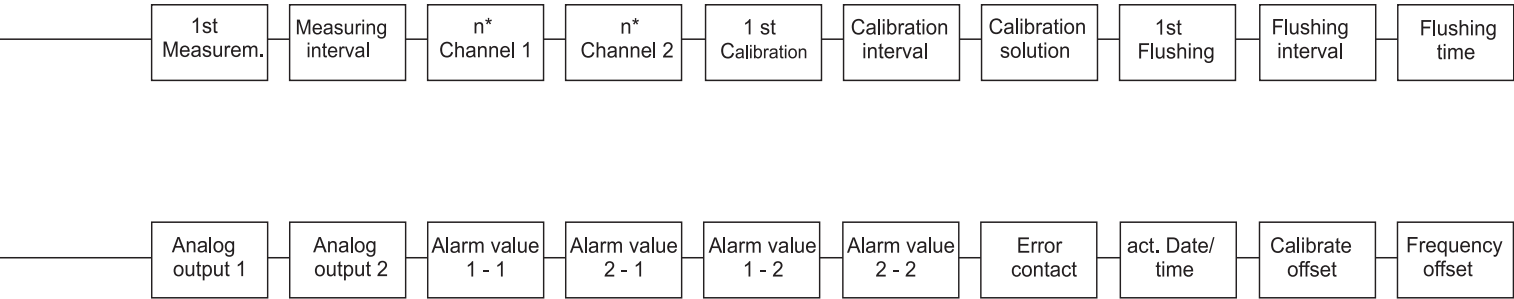 1st
Measurem.
Measuring
interval
n*
Channel 1
n*
Channel 2
1 st
Calibration
Calibration
interval
Calibration
solution
1st
Flushing
Flushing
interval
Flushing
time
Analog
output 1
Analog
output 2
Alarm value
1 - 1
Alarm value
2 - 1
Alarm value
1 - 2
Alarm value
2 - 2
Error
contact
act. Date/
time
Calibrate
offset
Frequency
offset